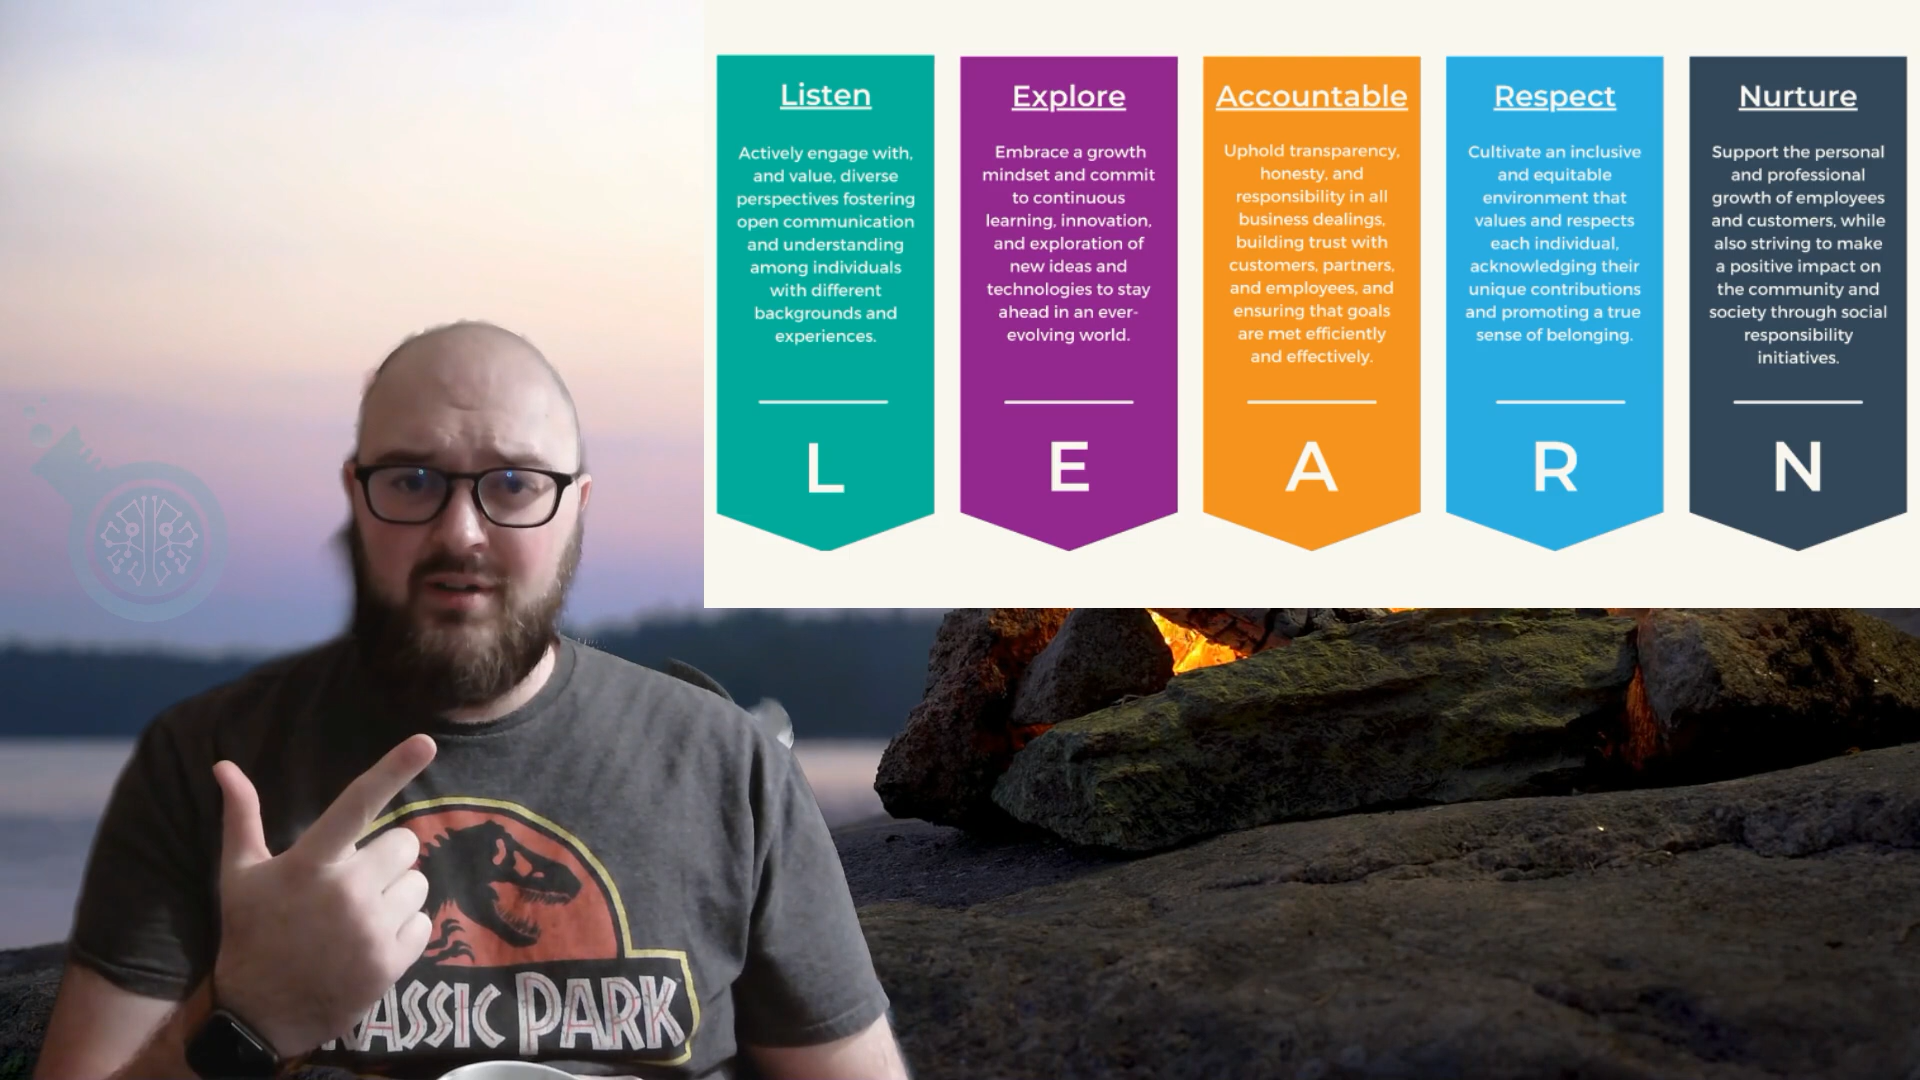 Listen
Actively engage with,
and value, diverse
perspectives fostering
open communication
and understanding
among individuals
with different
backgrounds and
experiences.
L
Explore
Embrace a growth
mindset and commit
to continuous
learning, innovation,
and exploration of
new ideas and
technologies to stay
ahead in an ever-
evolving world.
E
Accountable
Uphold transparency,
honesty, and
responsibility in all
business dealings,
building trust with
customers, partners,
and employees, and
ensuring that goals
are met efficiently
and effectively.
A
Respect
Cultivate an inclusive
and equitable
environment that
values and respects
each individual,
acknowledging their
unique contributions
and promoting a true
sense of belonging.
R
Nurture
Support the personal
and professional
growth of employees
and customers, while
also striving to make
a positive impact on
the community and
society through social
responsibility
initiatives.
N
RASSIC PARK